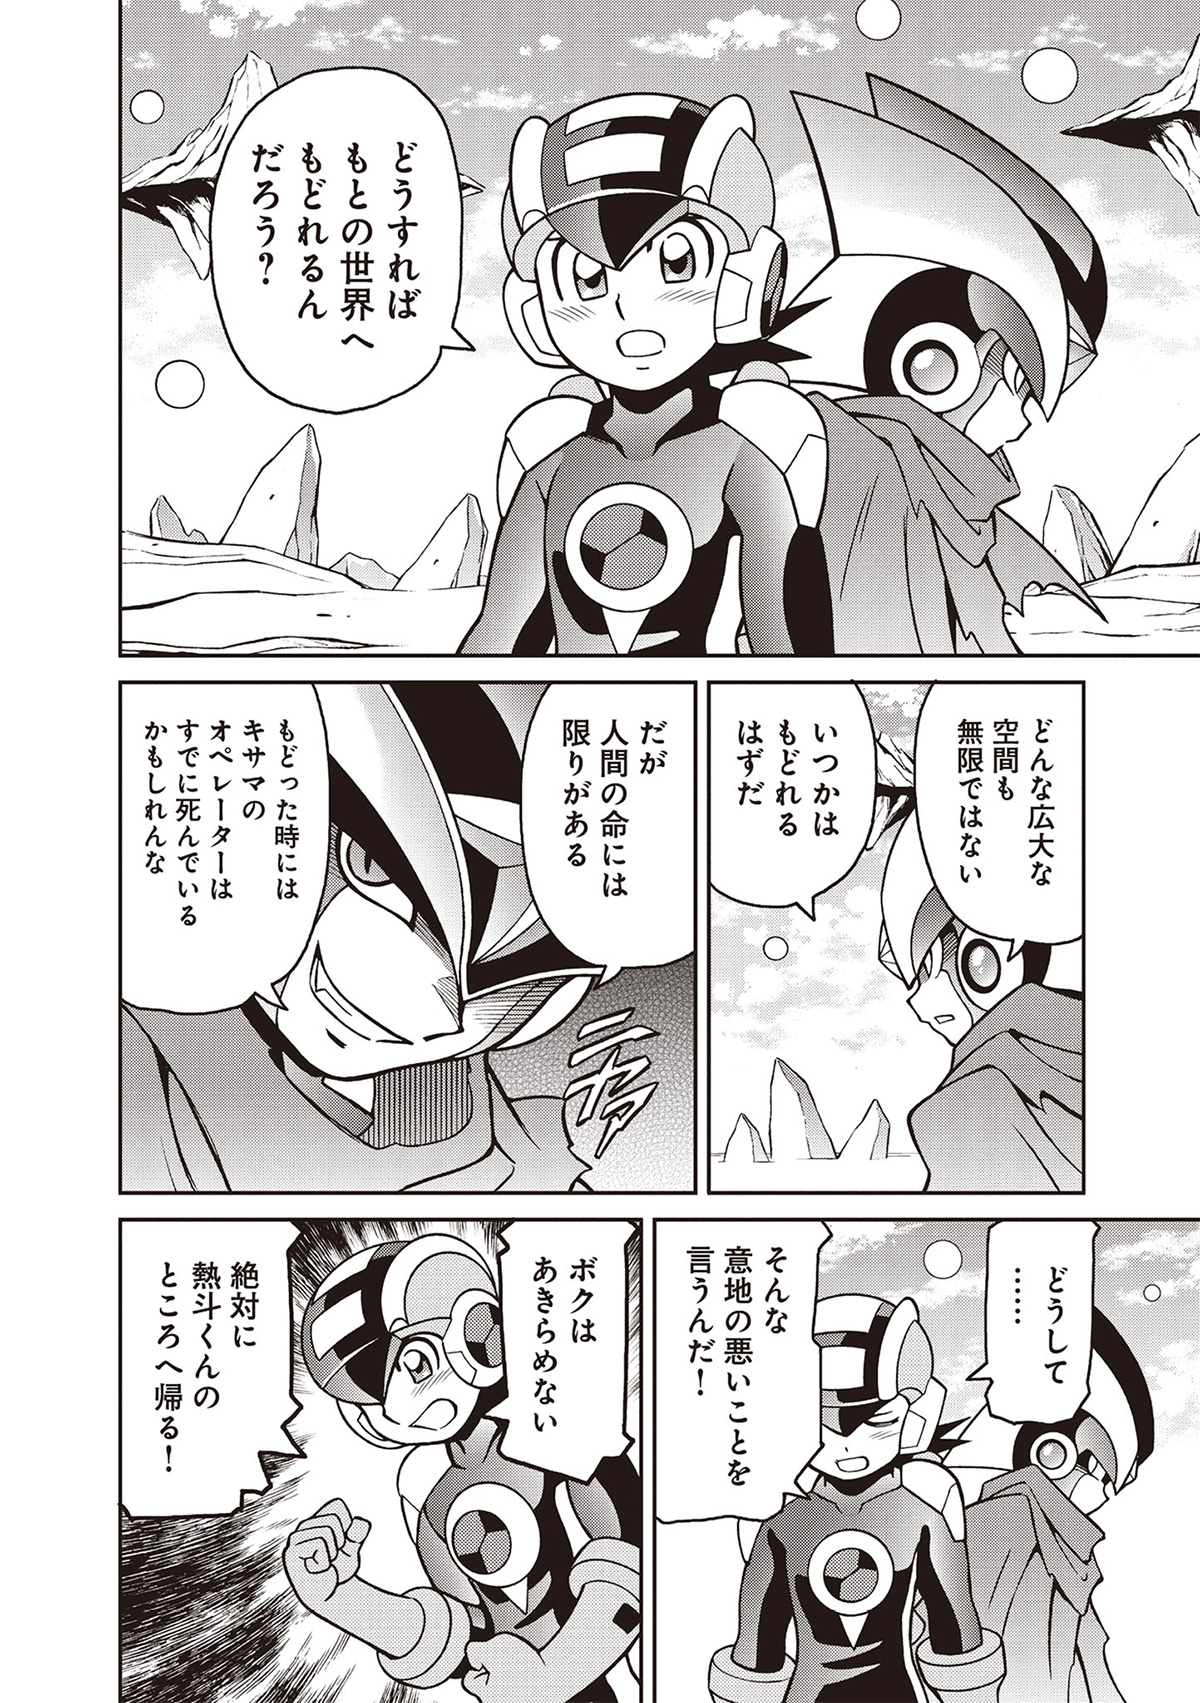 どうすれば
もとの世界へ
もどれるん
だろう？
どんな広大な
空間も
無限ではない
いつかは
もどれる
はずだ
だが
人間の命には
限りがある
もどった時には
キサマの
オペレーターは
すでに死んでいる
かもしれんな
ニヤァ
どうして
……
そんな
意地の悪いことを
言うんだ！
ボクは
あきらめない
絶対に
熱斗くんの
ところへ帰る！